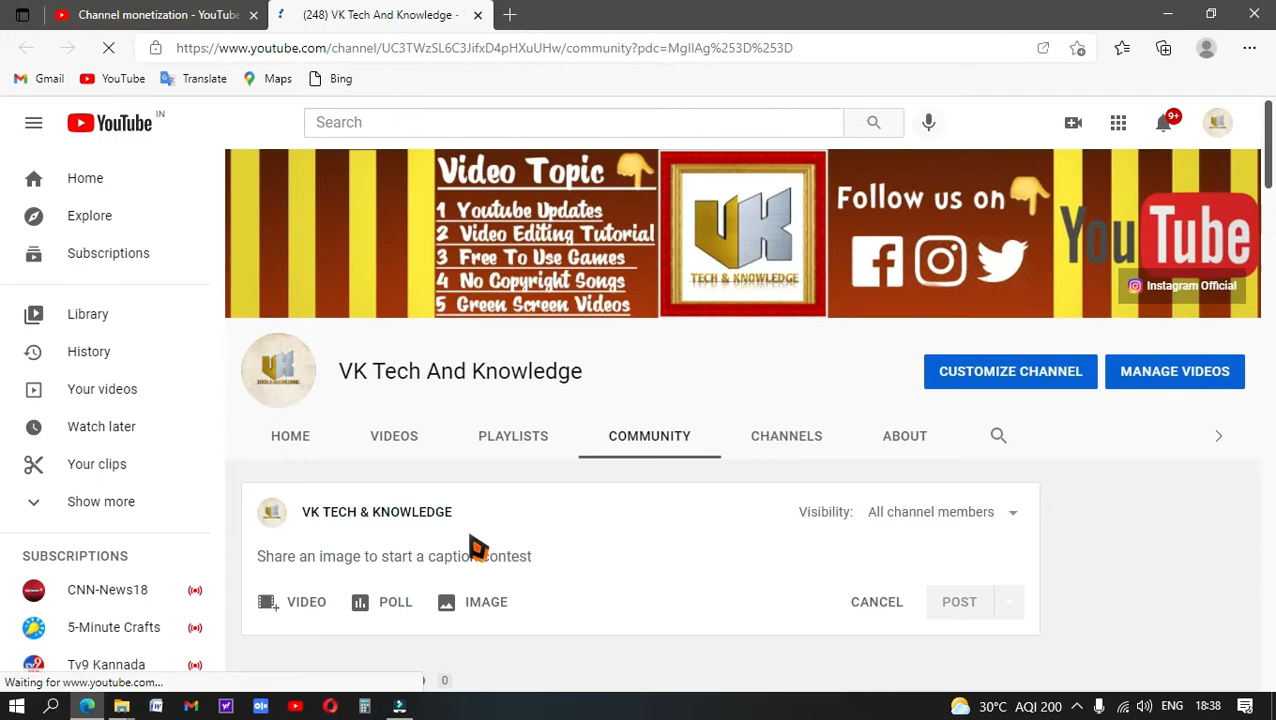 Channel monetization - YouTube
(248) VK Tech And Knowledge -
https://www.youtube.com/channel/UC3TWzSL6C3JifxD4pHXuUHw/community?pdc=MgIIAg%253D%253D
Gmail
YouTube
Translate
Maps
Bing
YouTube IN
Search
9+
Home
Explore
Subscriptions
Library
History
Your videos
Watch later
Your clips
Show more
SUBSCRIPTIONS
CNN-News18
5-Minute Crafts
Tv9 Kannada
Video Topic
1 Youtube Updates
2 Video Editing Tutorial
3 Free To Use Games
4 No Copyright Songs
5 Green Screen Videos
VK
TECH & KNOWLEDGE
Follow us on
YouTube
Instagram Official
VK Tech And Knowledge
CUSTOMIZE CHANNEL
MANAGE VIDEOS
HOME
VIDEOS
PLAYLISTS
COMMUNITY
CHANNELS
ABOUT
VK TECH & KNOWLEDGE
Visibility: All channel members
Share an image to start a caption contest
VIDEO
POLL
IMAGE
CANCEL
POST
0
Waiting for www.youtube.com...
30°C AQI 200
ENG
18:38